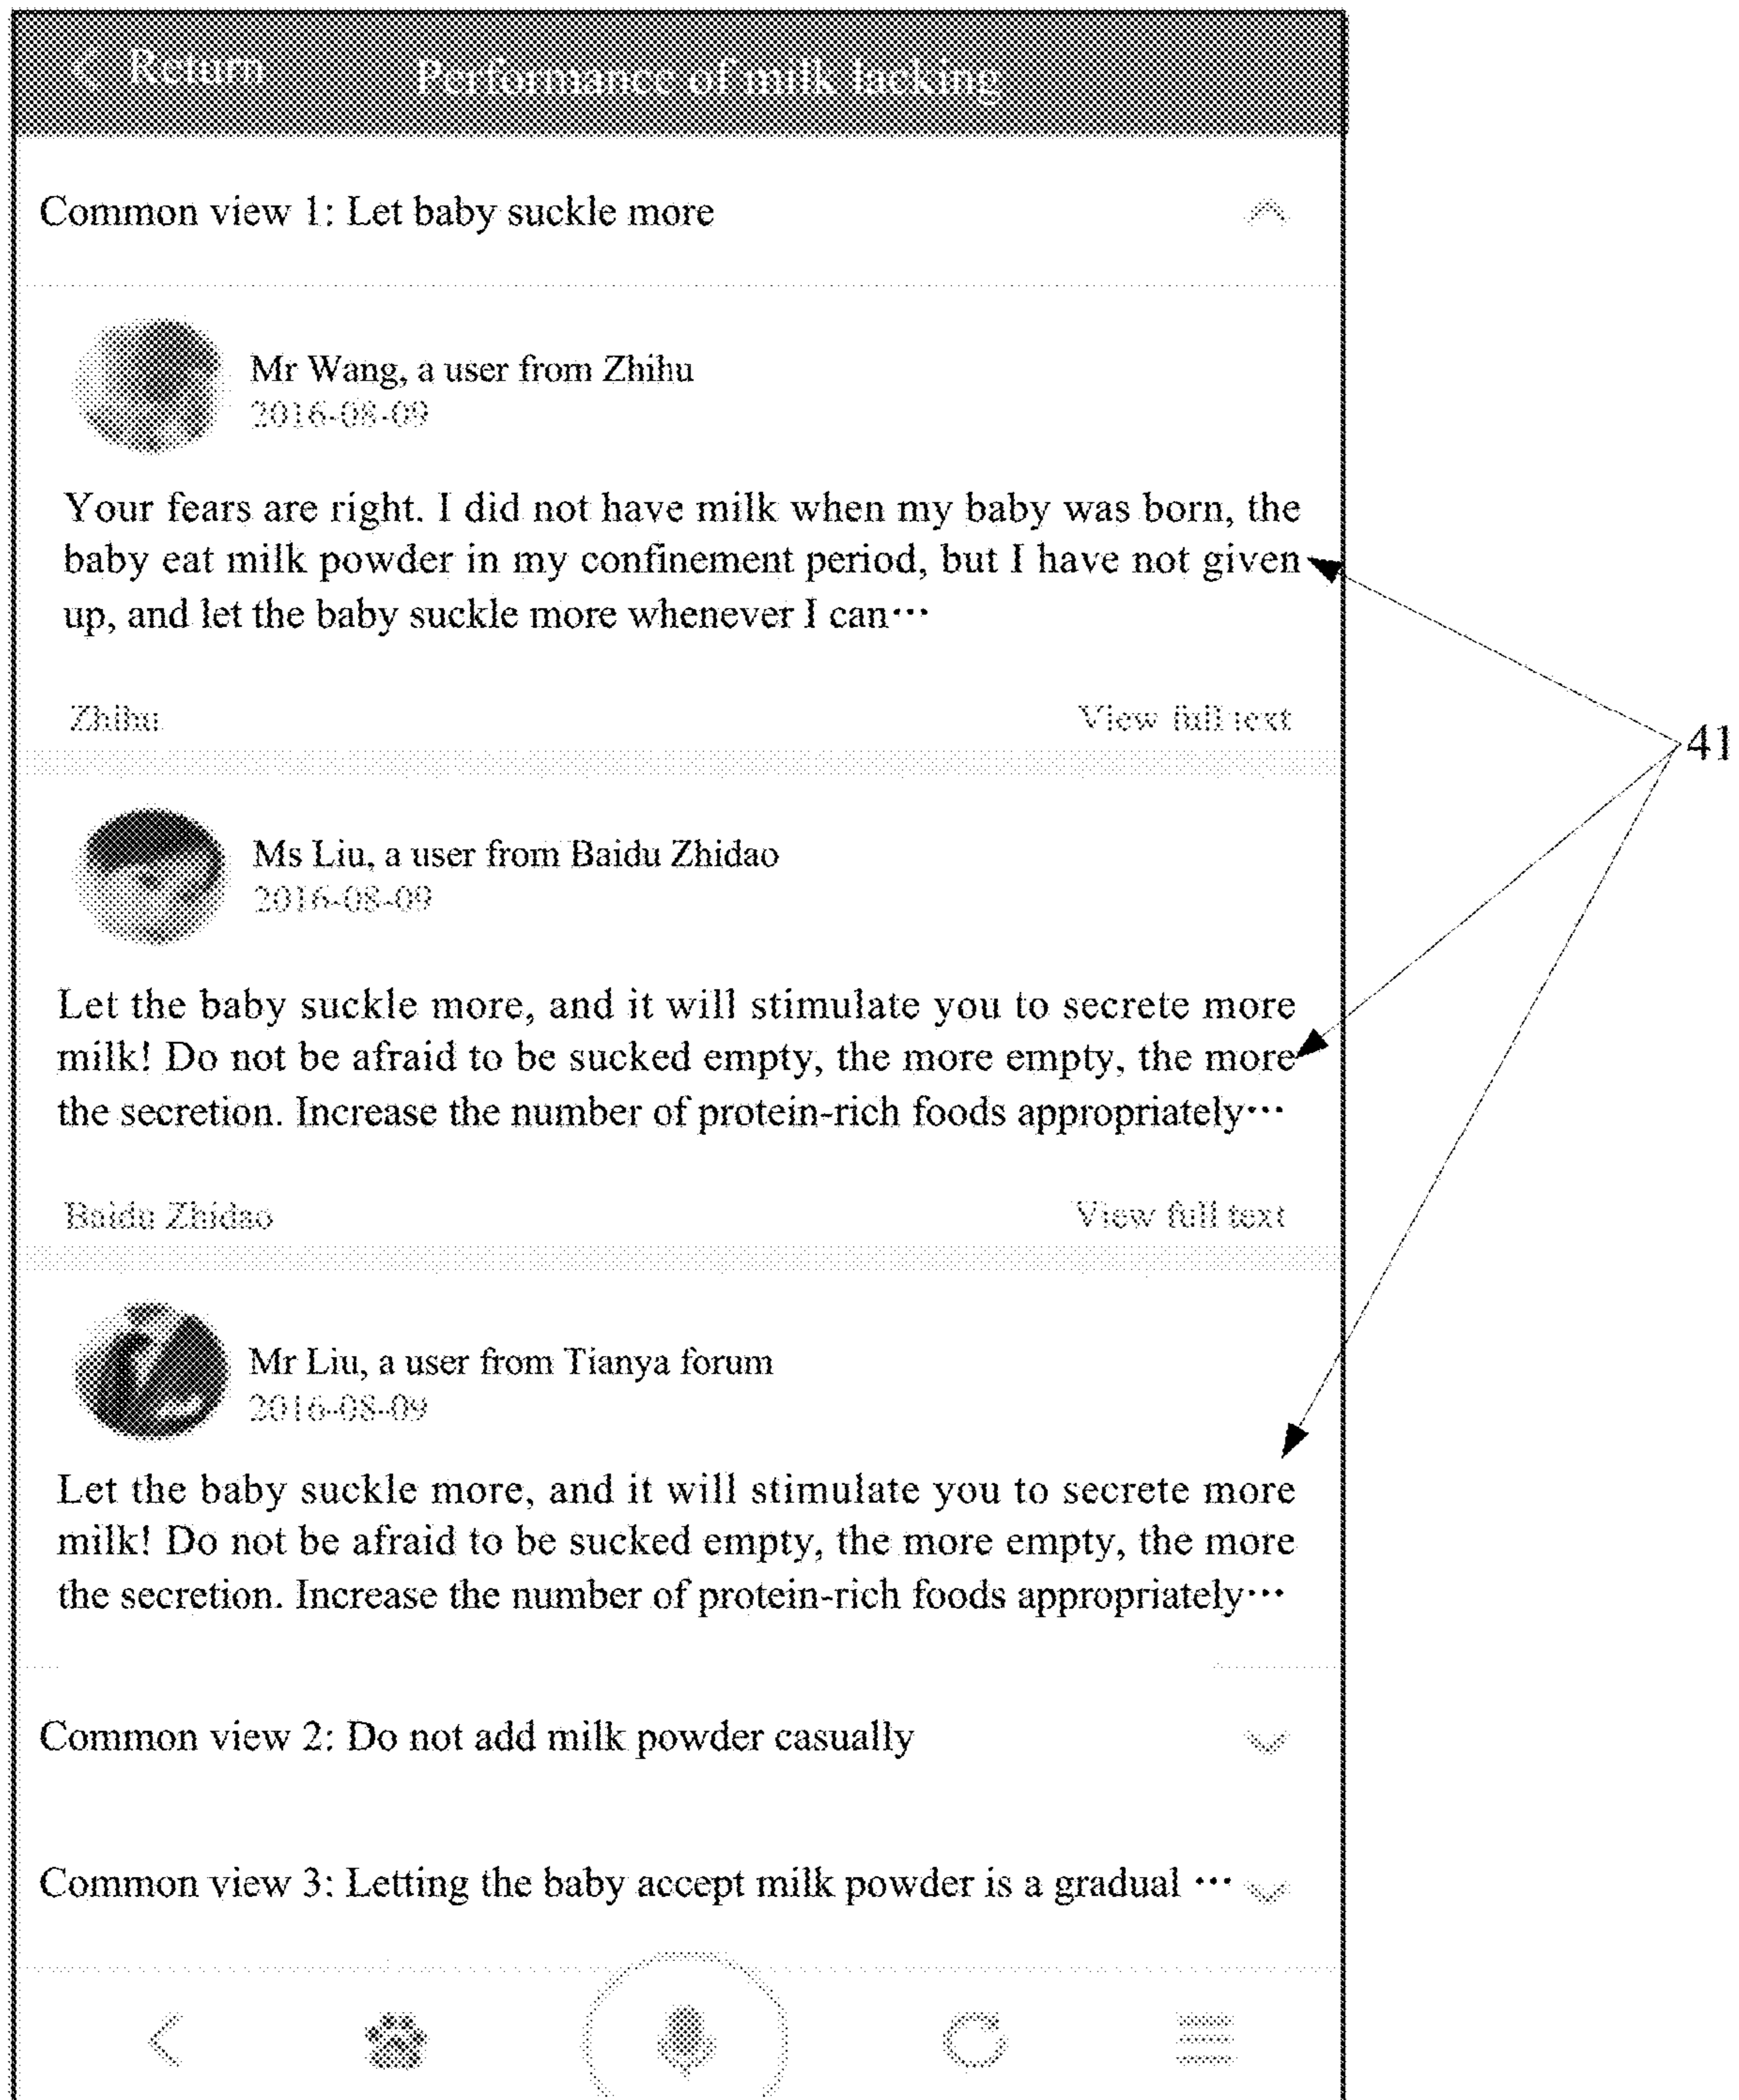 Return
Performance of milk lacking
Common view 1: Let baby suckle more
Mr Wang, a user from Zhihu
2016-08-09
Your fears are right. I did not have milk when my baby was born, the
baby eat milk powder in my confinement period, but I have not given
up, and let the baby suckle more whenever I can···
Zhihu
View full text
41
Ms Liu, a user from Baidu Zhidao
2016-08-09
Let the baby suckle more, and it will stimulate you to secrete more
milk! Do not be afraid to be sucked empty, the more empty, the more
the secretion. Increase the number of protein-rich foods appropriately···
Baidu Zhidao
View full text
Mr Liu, a user from Tianya forum
2016-08-09
Let the baby suckle more, and it will stimulate you to secrete more
milk! Do not be afraid to be sucked empty, the more empty, the more
the secretion. Increase the number of protein-rich foods appropriately···
Common view 2: Do not add milk powder casually
Common view 3: Letting the baby accept milk powder is a gradual ···